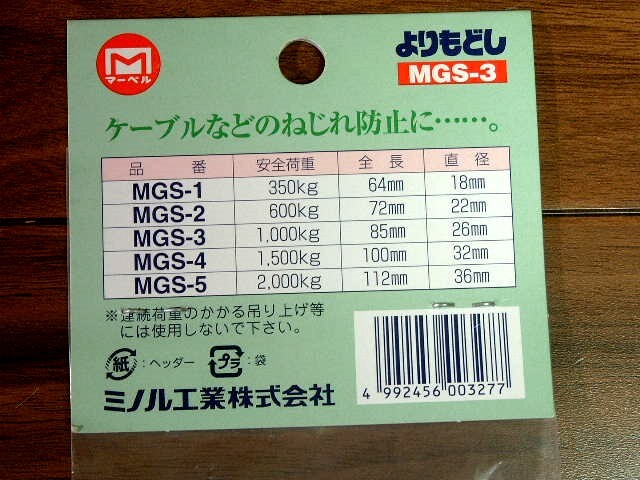 M
マーベル
よりもどし
MGS-3
ケーブルなどのねじれ防止に……。
品番 安全荷重 全長 直径
MGS-1 350kg 64mm 18mm
MGS-2 600kg 72mm 22mm
MGS-3 1,000kg 85mm 26mm
MGS-4 1,500kg 100mm 32mm
MGS-5 2,000kg 112mm 36mm
※連続荷重のかかる吊り上げ等
には使用しないで下さい。
紙:ヘッダー プラ:袋
ミノル工業株式会社
4 992456 003277